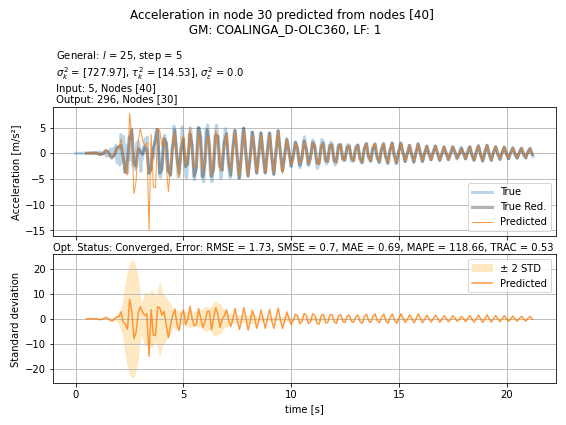 Acceleration in node 30 predicted from nodes [40]
GM: COALINGA_D-OLC360, LF: 1
General: l = 25, step = 5
σ²ₖ = [727.97], τ²ₖ = [14.53], σ²ₑ = 0.0
Input: 5, Nodes [40]
Output: 296, Nodes [30]
Acceleration [m/s²]
5
0
−5
−10
−15
True
True Red.
Predicted
Opt. Status: Converged, Error: RMSE = 1.73, SMSE = 0.7, MAE = 0.69, MAPE = 118.66, TRAC = 0.53
Standard deviation
20
10
0
−10
−20
± 2 STD
Predicted
0 5 10 15 20
time [s]